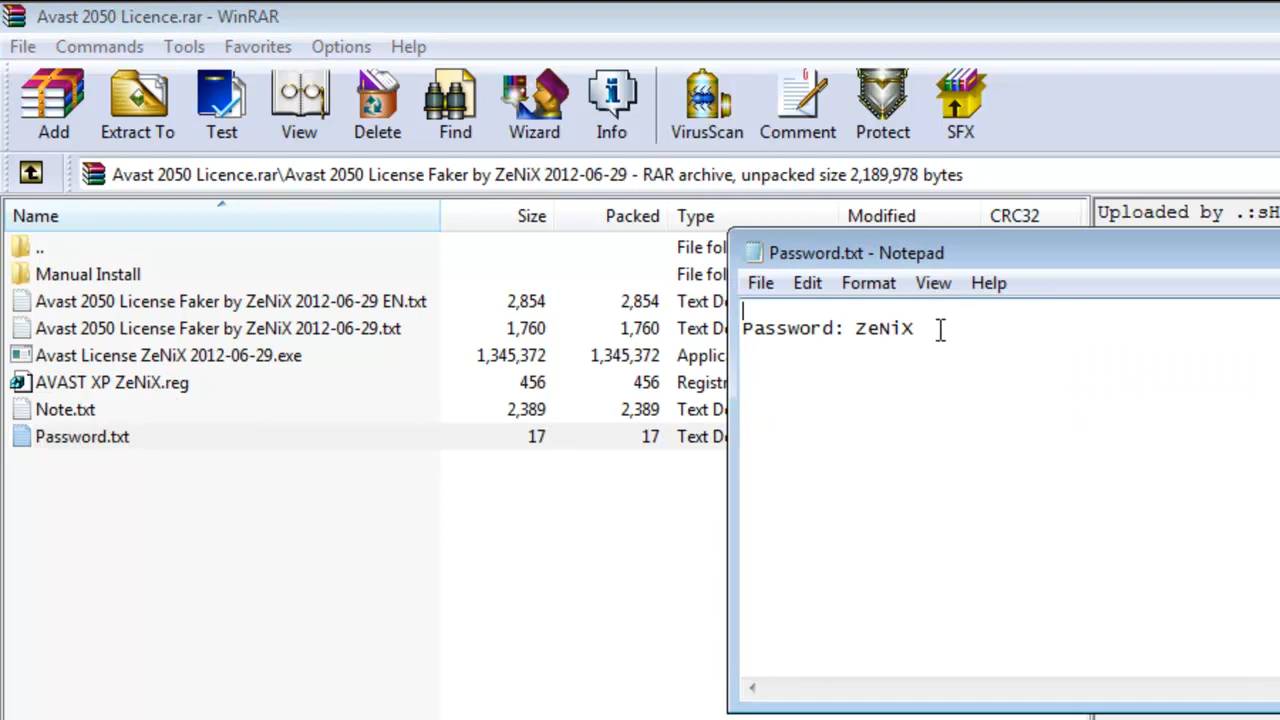 Avast 2050 Licence.rar - WinRAR
File Commands Tools Favorites Options Help
Add Extract To Test View Delete Find Wizard Info VirusScan Comment Protect SFX
Avast 2050 Licence.rar\Avast 2050 License Faker by ZeNiX 2012-06-29 - RAR archive, unpacked size 2,189,978 bytes
Name Size Packed Type Modified CRC32 Uploaded by .:sH
.. File fol
Manual Install File fol
Avast 2050 License Faker by ZeNiX 2012-06-29 EN.txt 2,854 2,854 Text D
Avast 2050 License Faker by ZeNiX 2012-06-29.txt 1,760 1,760 Text D
Avast License ZeNiX 2012-06-29.exe 1,345,372 1,345,372 Applic
AVAST XP ZeNiX.reg 456 456 Registr
Note.txt 2,389 2,389 Text D
Password.txt 17 17 Text D
Password.txt - Notepad
File Edit Format View Help
Password: ZeNiX